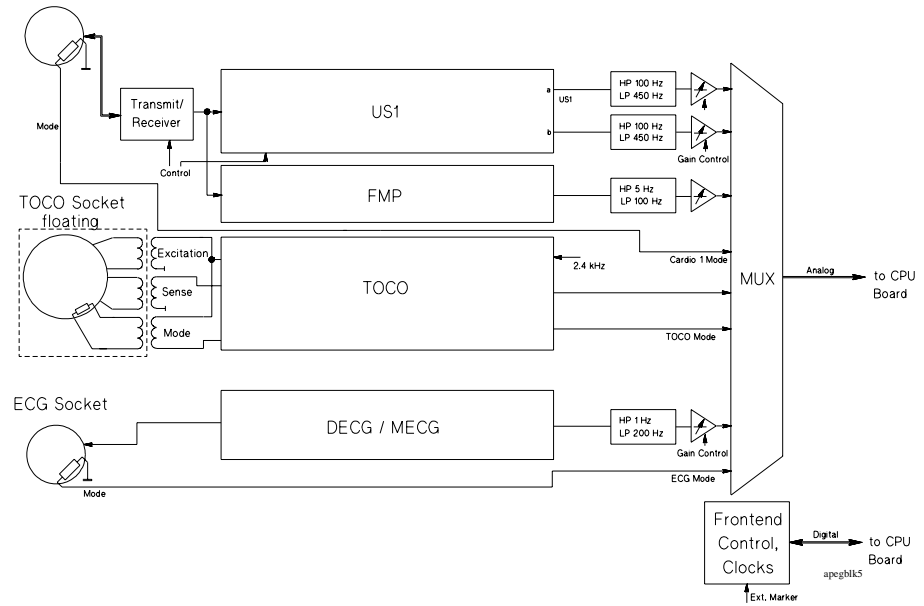 Mode
Transmit/
Receiver
Control
US1
a
US1
b
HP 100 Hz
LP 450 Hz
HP 100 Hz
LP 450 Hz
Gain Control
FMP
HP 5 Hz
LP 100 Hz
TOCO Socket
floating
Excitation
Sense
Mode
TOCO
2.4 kHz
Cardio 1 Mode
TOCO Mode
MUX
Analog
to CPU
Board
ECG Socket
Mode
DECG / MECG
HP 1 Hz
LP 200 Hz
Gain Control
ECG Mode
Frontend
Control,
Clocks
Digital
to CPU
Board
apegblk5
Ext. Marker